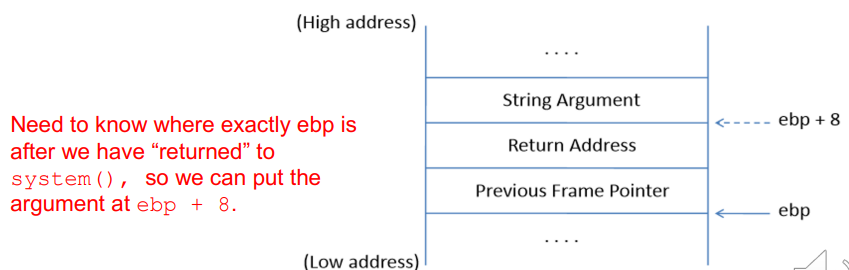 (High address)
. . . .
String Argument
ebp + 8
Need to know where exactly ebp is
after we have “returned” to
Return Address
system(), so we can put the
Previous Frame Pointer
argument at ebp + 8.
ebp
. . . .
(Low address)